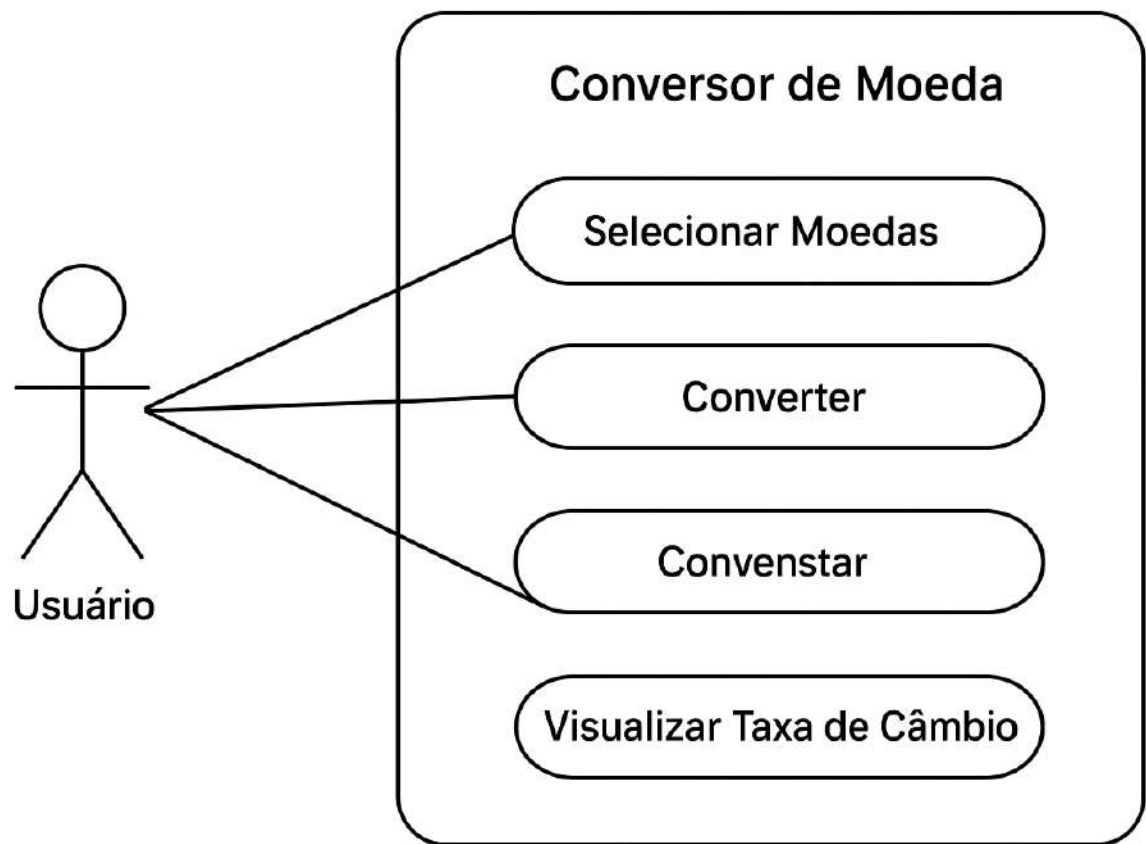 Conversor de Moeda
Selecionar Moedas
Converter
Convenstar
Visualizar Taxa de Câmbio
Usuário